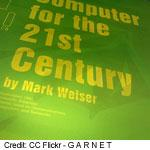 Computer
for the
21st
Century
by Mark Weiser
Credit: CC Flickr - G A R N E T